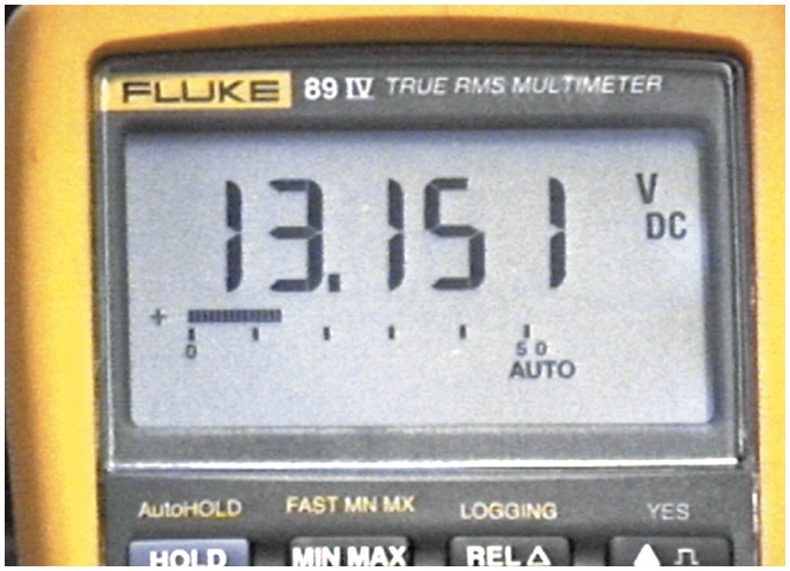 FLUKE 89 IV TRUE RMS MULTIMETER
13.151 V DC
+
0 50
AUTO
AutoHOLD FAST MN MX LOGGING YES
HOLD MIN MAX REL Δ